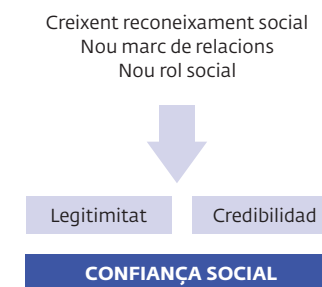 Creixent reconeixament social
Nou marc de relacions
Nou rol social
Legitimitat
Credibilidad
CONFIANÇA SOCIAL